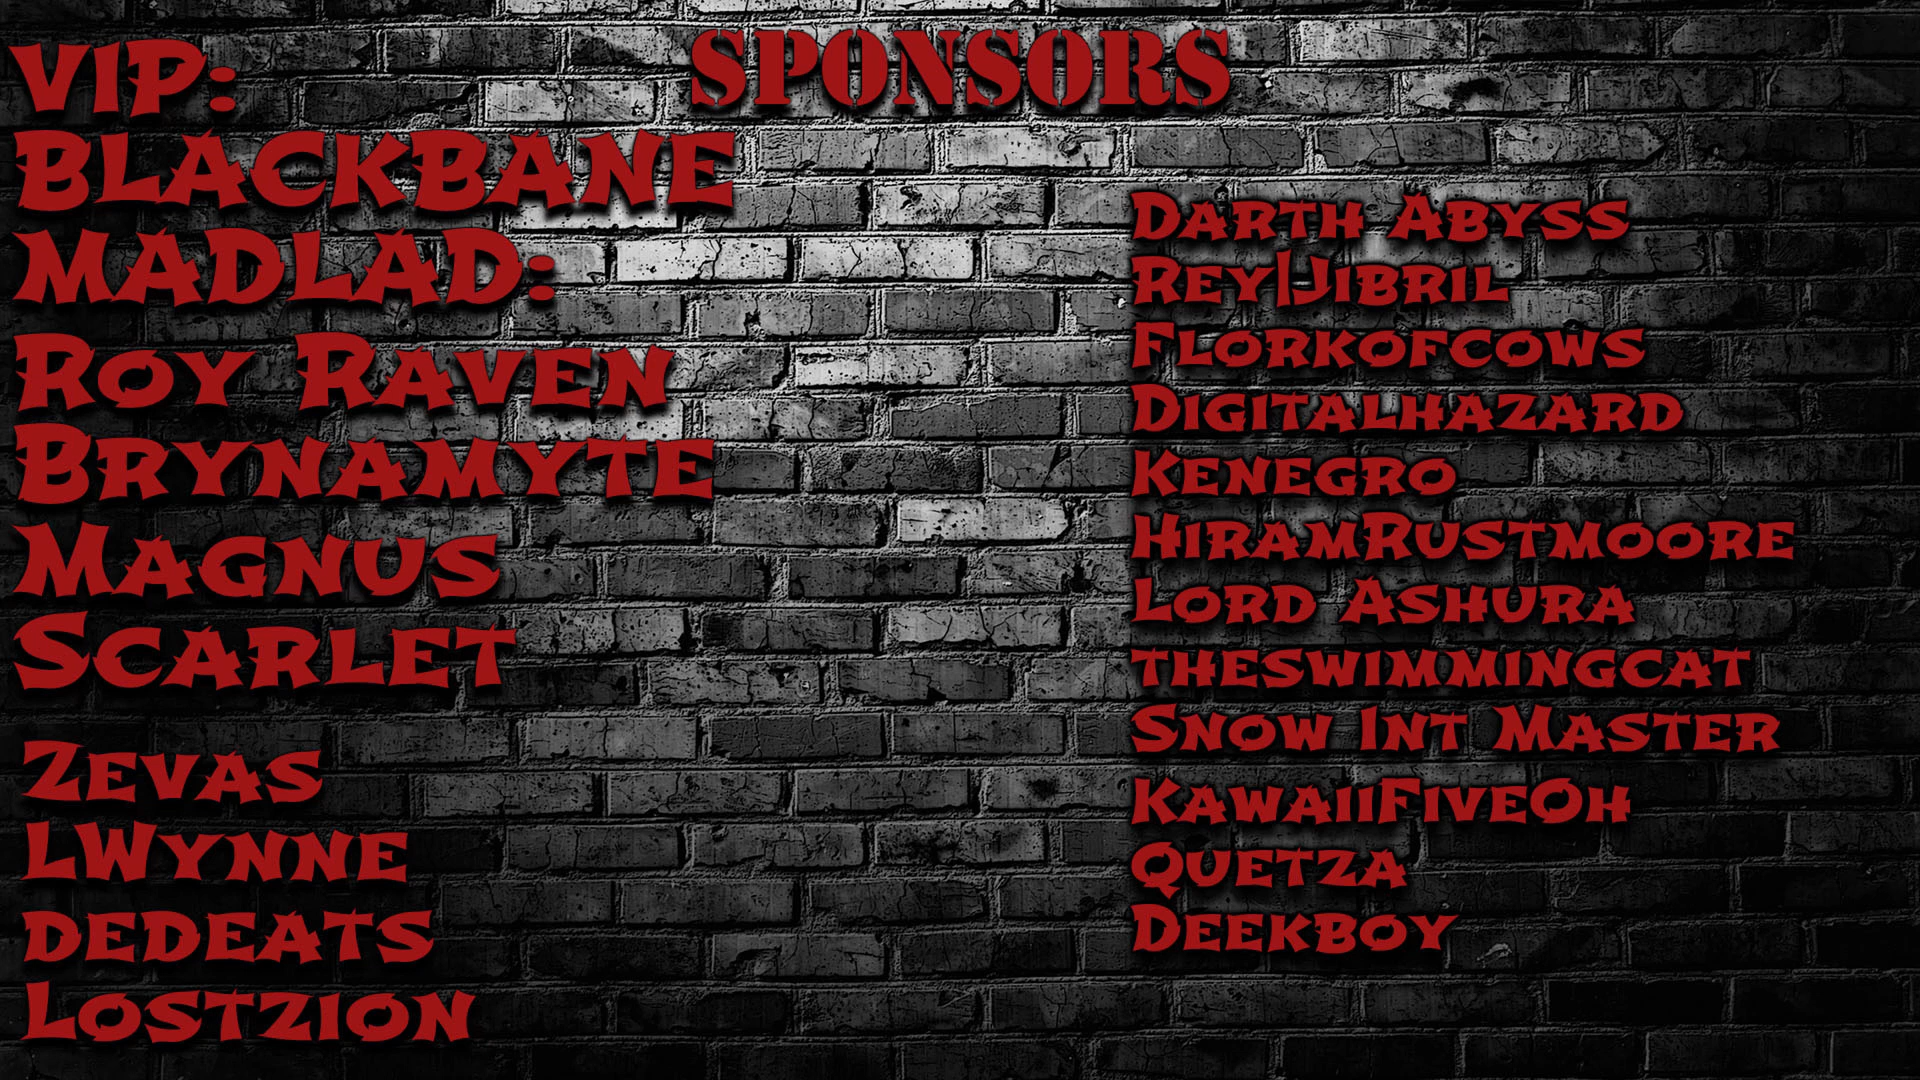 SPONSORS
VIP:
BLACKBANE
MADLAD:
Roy Raven
Brynamyte
Magnus
Scarlet
Zevas
LWynne
dedeats
Lostzion
Darth Abyss
Rey|Jibril
Florkofcows
Digitalhazard
Kenegro
HiramRustmoore
Lord Ashura
theswimmingcat
Snow Int Master
KawaiiFiveOh
Quetza
Deekboy